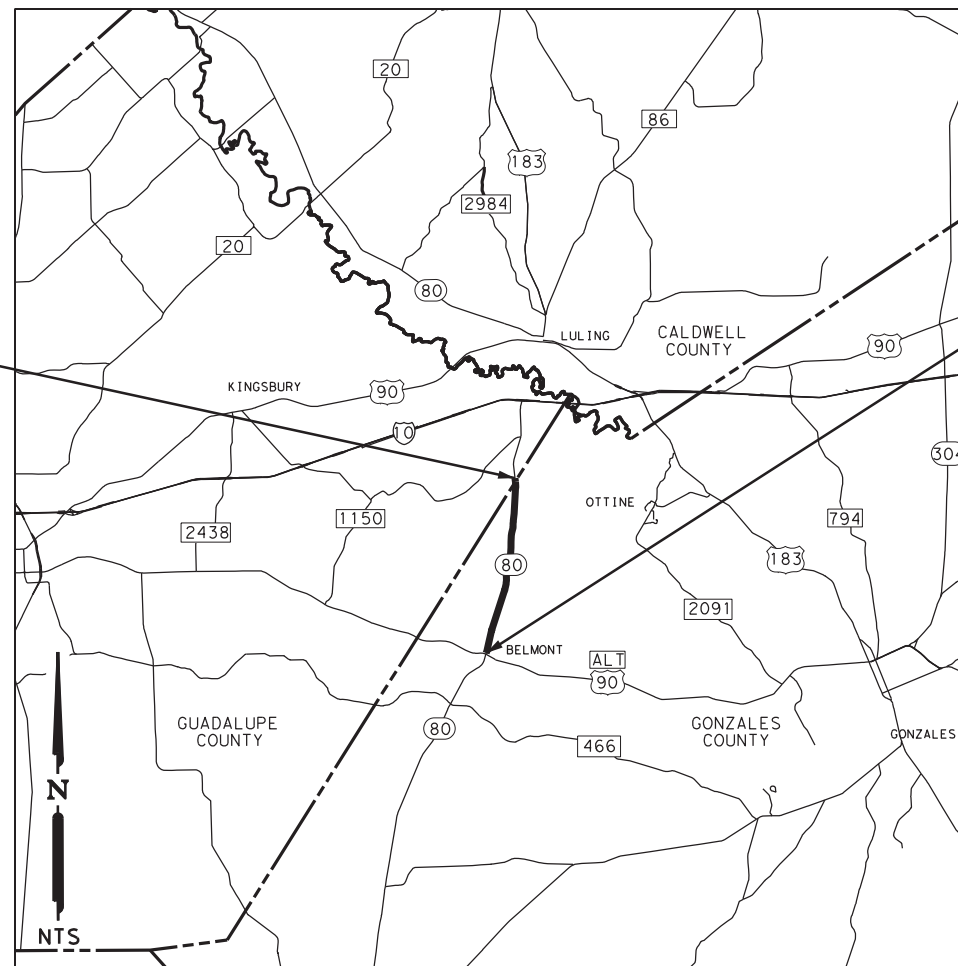 20
86
183
2984
20
80
LULING
CALDWELL
COUNTY
90
KINGSBURY
90
10
304
OTTINE
1150
794
2438
80
183
2091
BELMONT
ALT
90
GUADALUPE
COUNTY
80
GONZALES
COUNTY
GONZALES
466
N
NTS